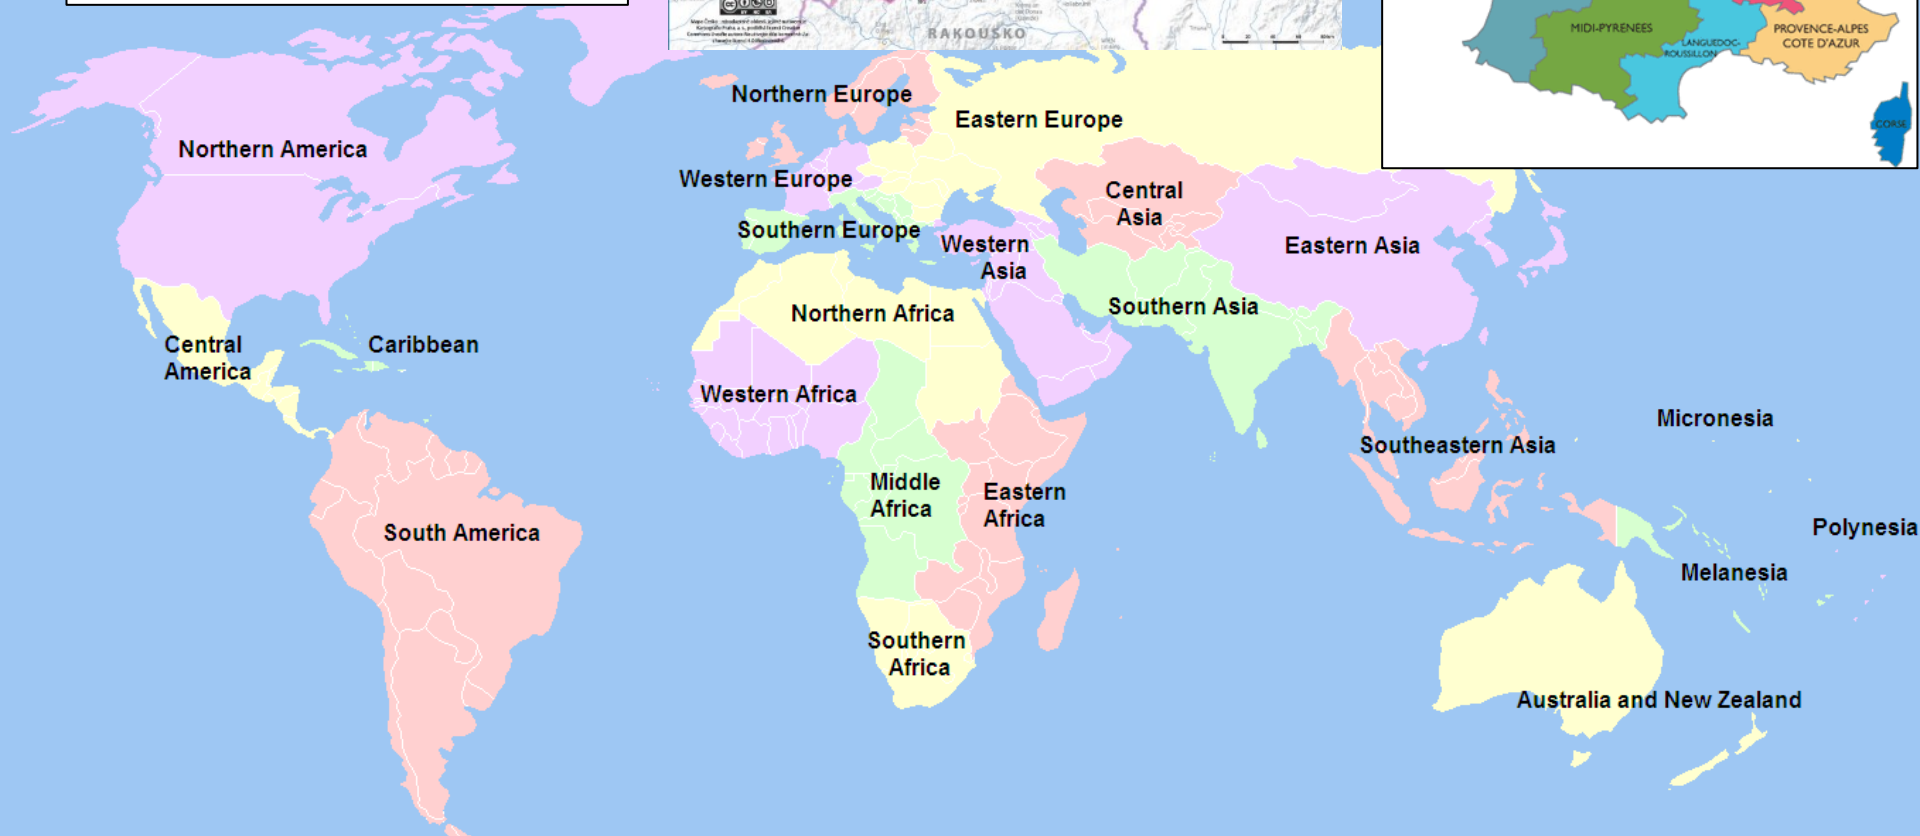 RAKOUSKO
MIDI-PYRENEES
LANGUEDOC-
ROUSSILLON
PROVENCE-ALPES
COTE D'AZUR
CORSE
Northern Europe
Eastern Europe
Northern America
Western Europe
Central
Asia
Southern Europe
Western
Asia
Eastern Asia
Southern Asia
Northern Africa
Central
America
Caribbean
Western Africa
Micronesia
Southeastern Asia
Middle
Africa
Eastern
Africa
South America
Polynesia
Melanesia
Southern
Africa
Australia and New Zealand